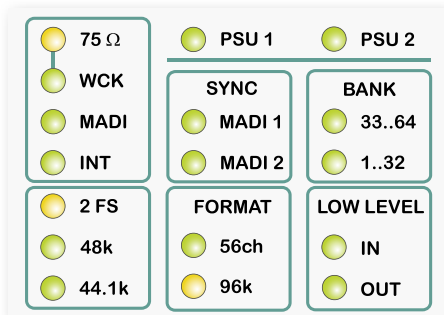 75 Ω
WCK
MADI
INT
PSU 1
PSU 2
SYNC
MADI 1
MADI 2
BANK
33..64
1..32
2 FS
48k
44.1k
FORMAT
56ch
96k
LOW LEVEL
IN
OUT